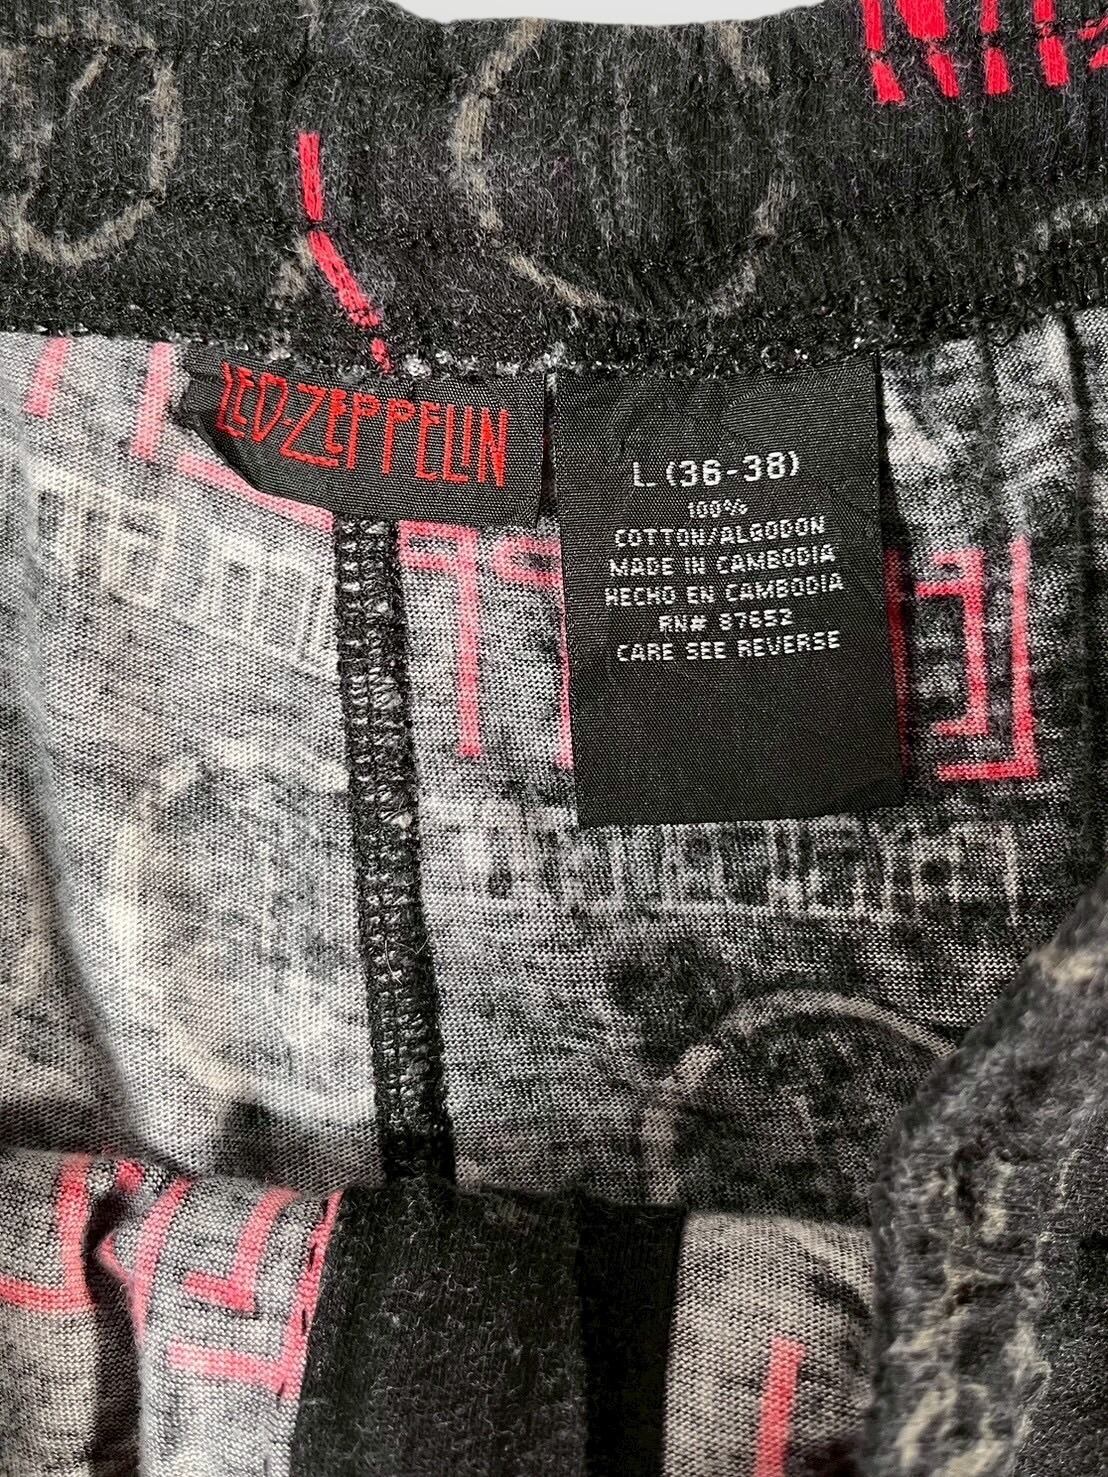 LED-ZEPPELIN
L (36-38)
100%
COTTON/ALGODON
MADE IN CAMBODIA
HECHO EN CAMBODIA
RN# 87652
CARE SEE REVERSE